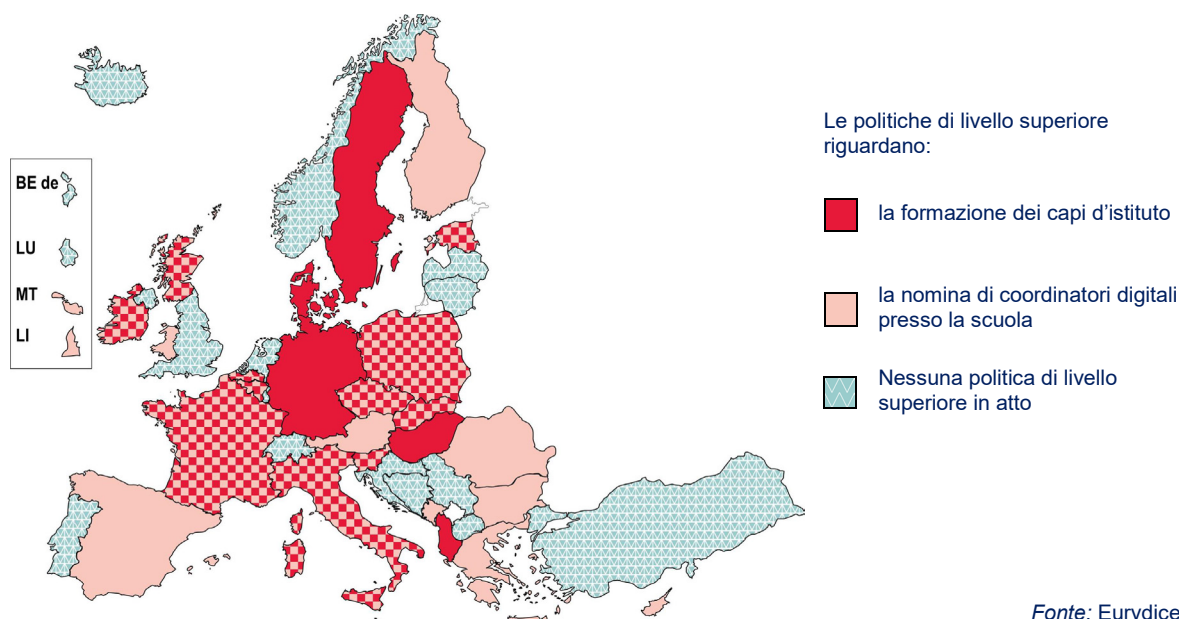 BE de
LU
MT
LI
Le politiche di livello superiore
riguardano:
la formazione dei capi d'istituto
la nomina di coordinatori digitali
presso la scuola
Nessuna politica di livello
superiore in atto
Fonte: Eurydice